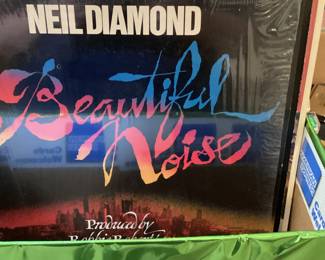 NEIL DIAMOND
Beautiful
Noise
Produced by